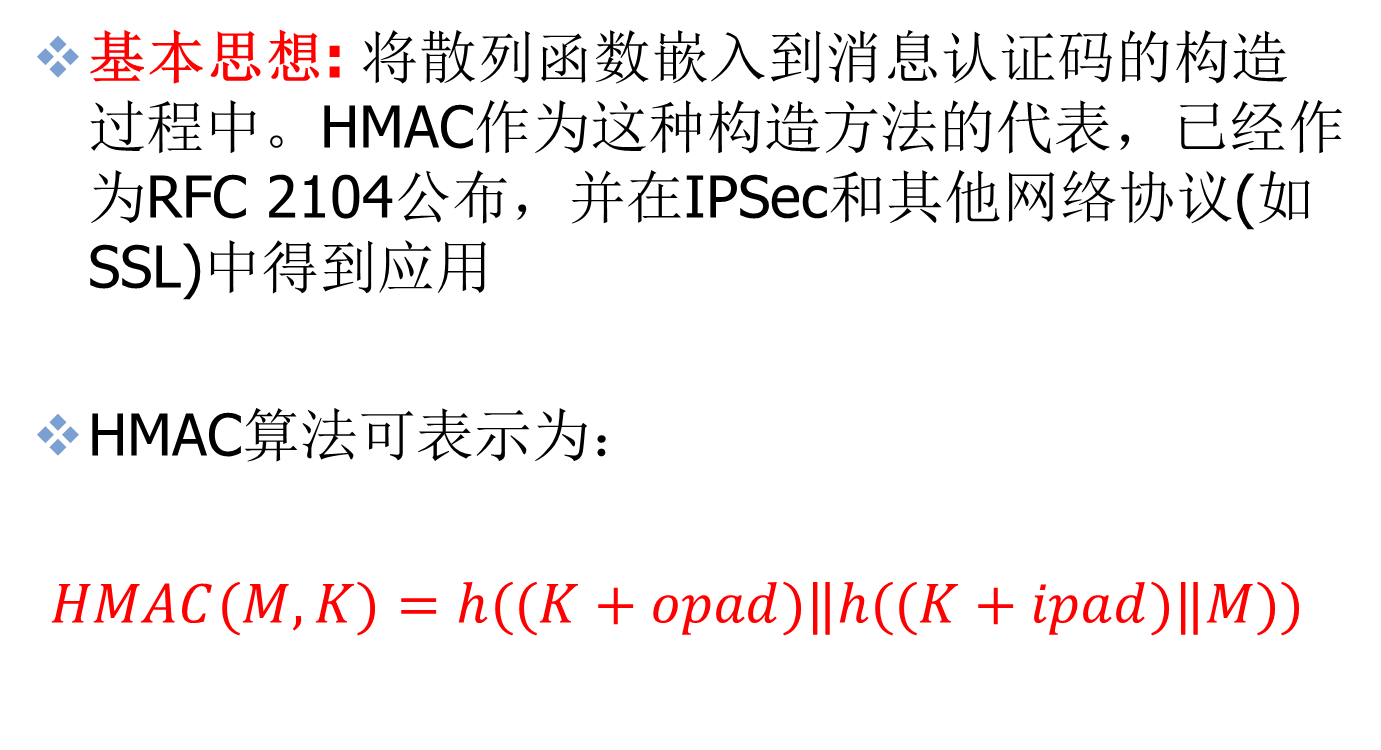 ❖基本思想: 将散列函数嵌入到消息认证码的构造
过程中。HMAC作为这种构造方法的代表，已经作
为RFC 2104公布，并在IPSec和其他网络协议(如
SSL)中得到应用
❖HMAC算法可表示为：
HMAC(M,K) = h((K + opad)‖h((K + ipad)‖M))